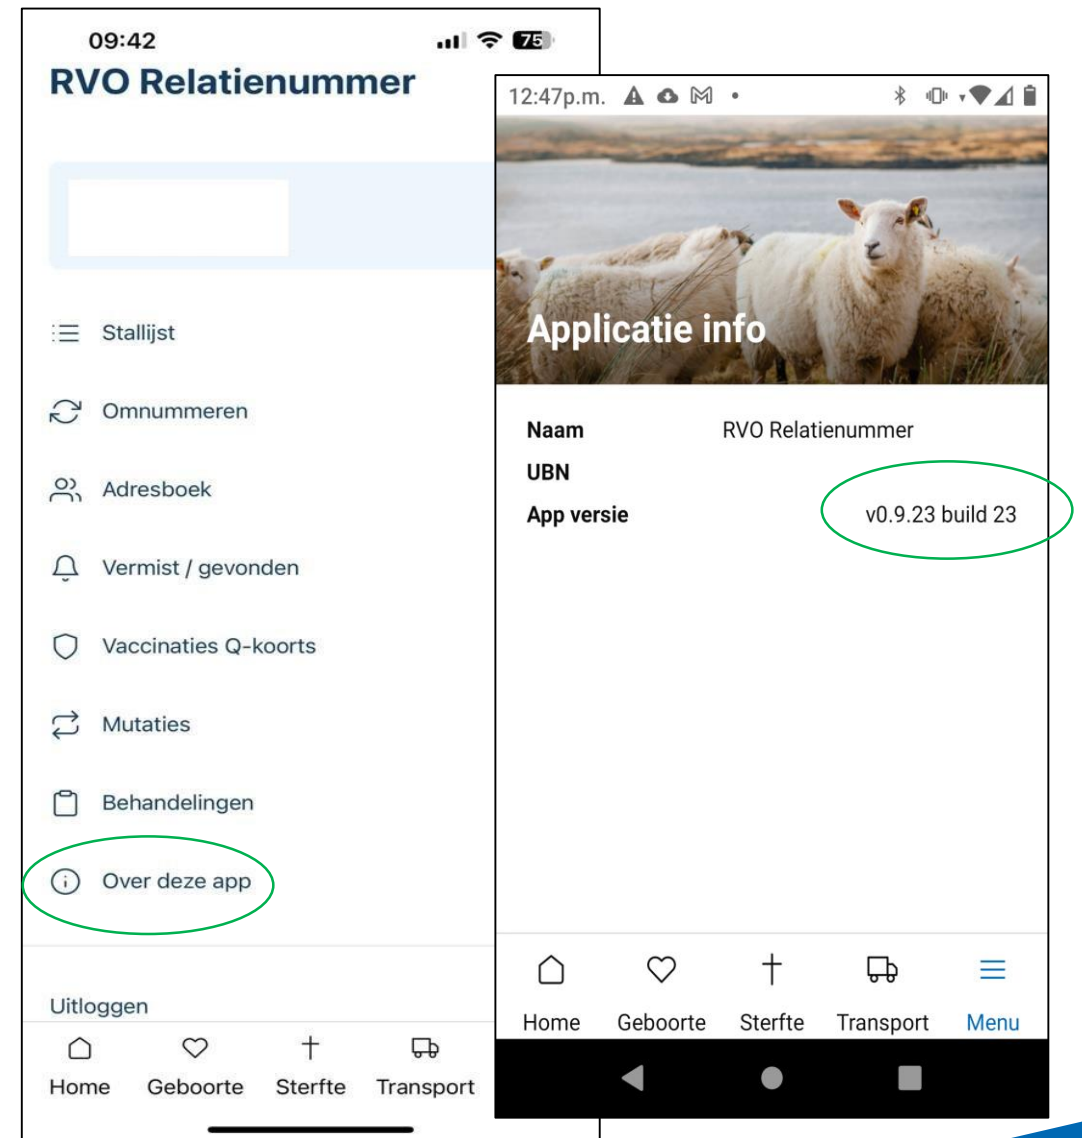 09:42
75
RVO Relatienummer
Stallijst
Omnummeren
Adresboek
Vermist / gevonden
Vaccinaties Q-koorts
Mutaties
Behandelingen
Over deze app
Uitloggen
Home Geboorte Sterfte Transport
12:47p.m.
Applicatie info
Naam RVO Relatienummer
UBN
App versie v0.9.23 build 23
Home Geboorte Sterfte Transport Menu